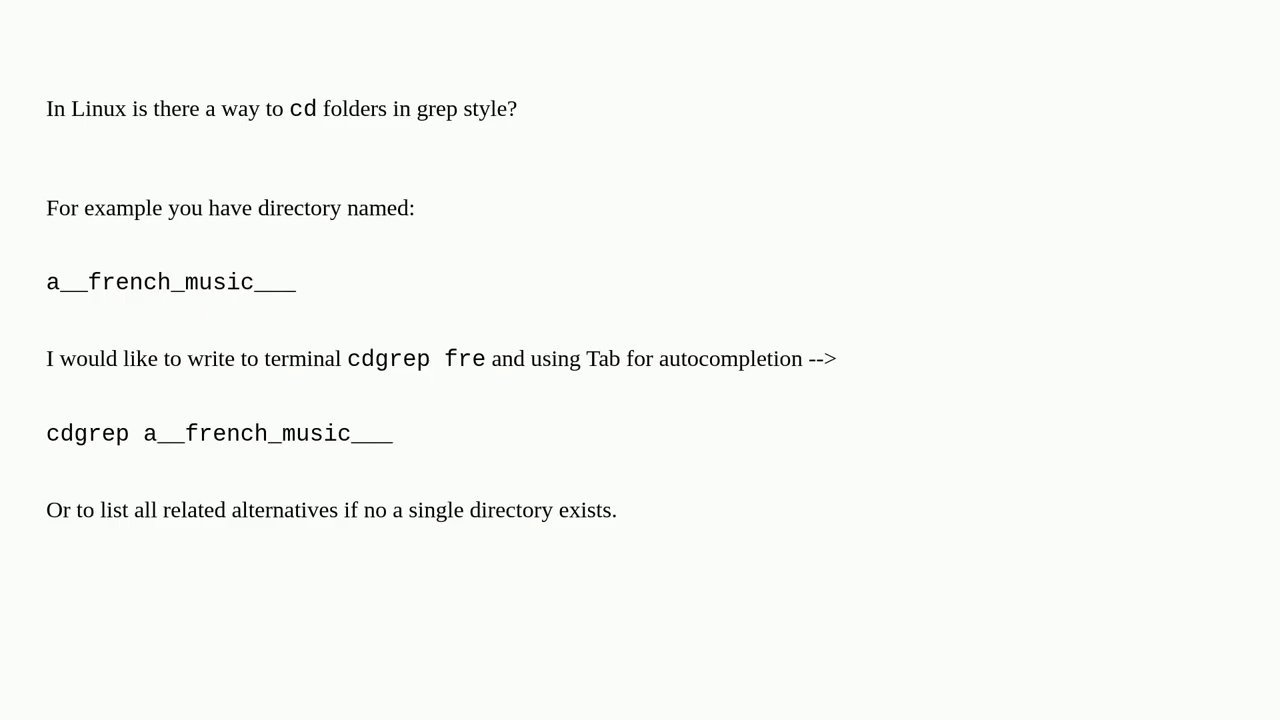 In Linux is there a way to cd folders in grep style?
For example you have directory named:
a__french_music___
I would like to write to terminal cdgrep fre and using Tab for autocompletion -->
cdgrep a__french_music___
Or to list all related alternatives if no a single directory exists.